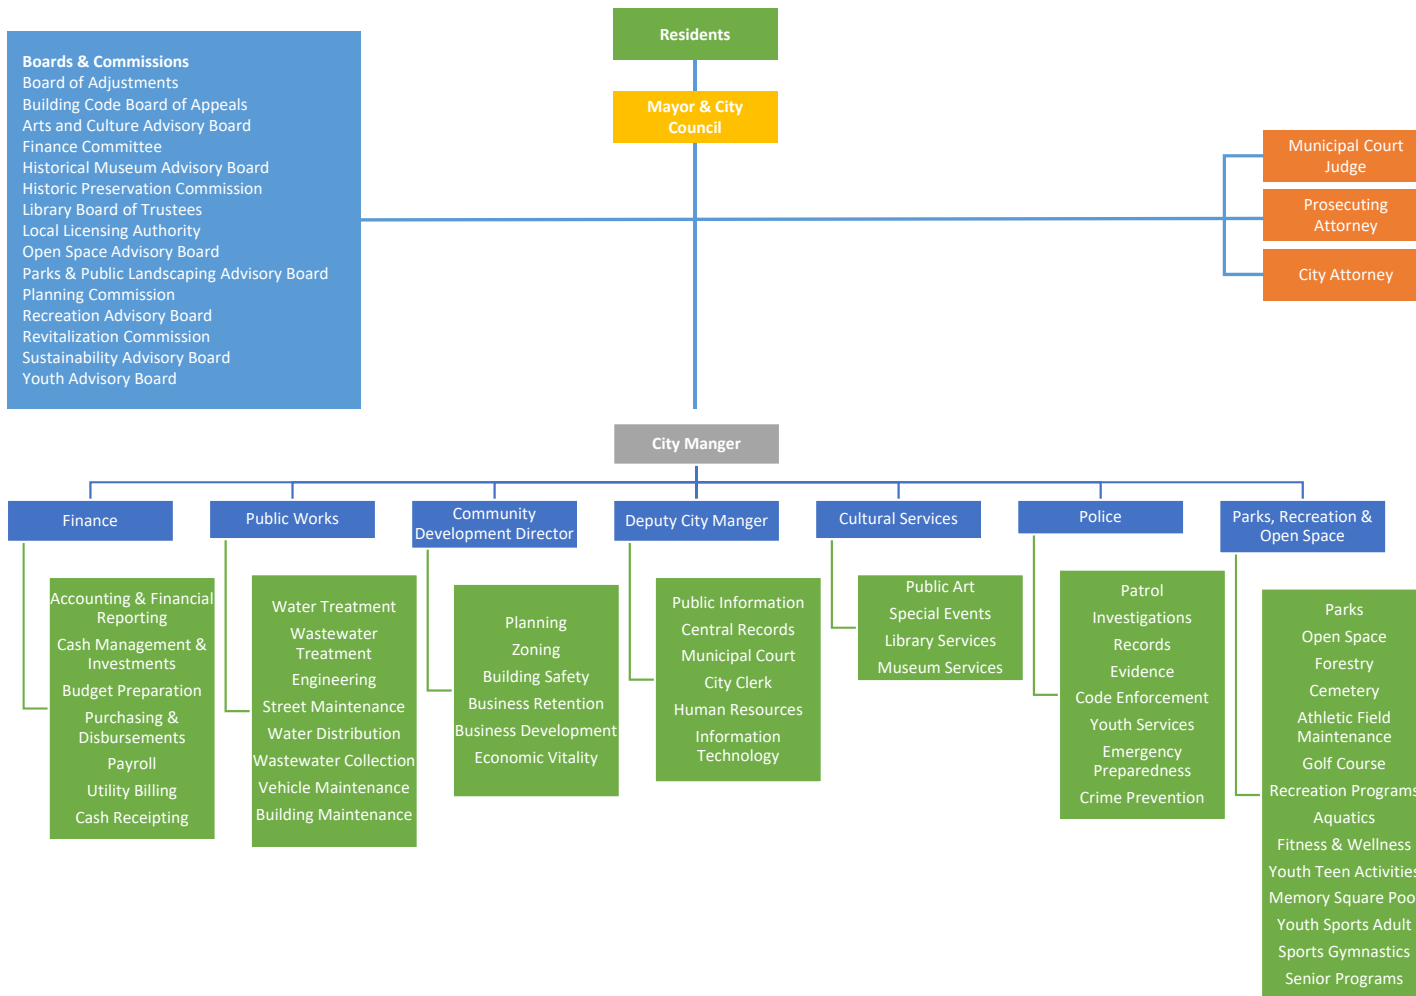 Residents
Mayor & City
Council
Boards & Commissions
Board of Adjustments
Building Code Board of Appeals
Arts and Culture Advisory Board
Finance Committee
Historical Museum Advisory Board
Historic Preservation Commission
Library Board of Trustees
Local Licensing Authority
Open Space Advisory Board
Parks & Public Landscaping Advisory Board
Planning Commission
Recreation Advisory Board
Revitalization Commission
Sustainability Advisory Board
Youth Advisory Board
Municipal Court
Judge
Prosecuting
Attorney
City Attorney
City Manger
Finance
Accounting & Financial
Reporting
Cash Management &
Investments
Budget Preparation
Purchasing &
Disbursements
Payroll
Utility Billing
Cash Receipting
Public Works
Water Treatment
Wastewater
Treatment
Engineering
Street Maintenance
Water Distribution
Wastewater Collection
Vehicle Maintenance
Building Maintenance
Community
Development Director
Planning
Zoning
Building Safety
Business Retention
Business Development
Economic Vitality
Deputy City Manger
Public Information
Central Records
Municipal Court
City Clerk
Human Resources
Information
Technology
Cultural Services
Public Art
Special Events
Library Services
Museum Services
Police
Patrol
Investigations
Records
Evidence
Code Enforcement
Youth Services
Emergency
Preparedness
Crime Prevention
Parks, Recreation &
Open Space
Parks
Open Space
Forestry
Cemetery
Athletic Field
Maintenance
Golf Course
Recreation Programs
Aquatics
Fitness & Wellness
Youth Teen Activities
Memory Square Poo
Youth Sports Adult
Sports Gymnastics
Senior Programs